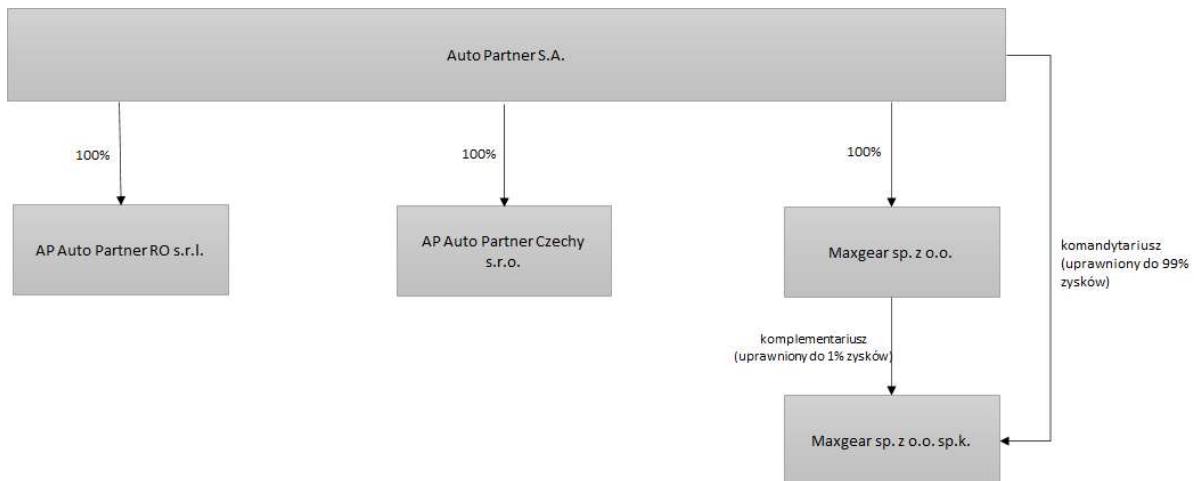 Auto Partner S.A.
100%
100%
100%
AP Auto Partner RO s.r.l.
AP Auto Partner Czechy
s.r.o.
Maxgear sp. z o.o.
komandytariusz
(uprawniony do 99%
zysków)
komplementariusz
(uprawniony do 1% zysków)
Maxgear sp. z o.o. sp.k.